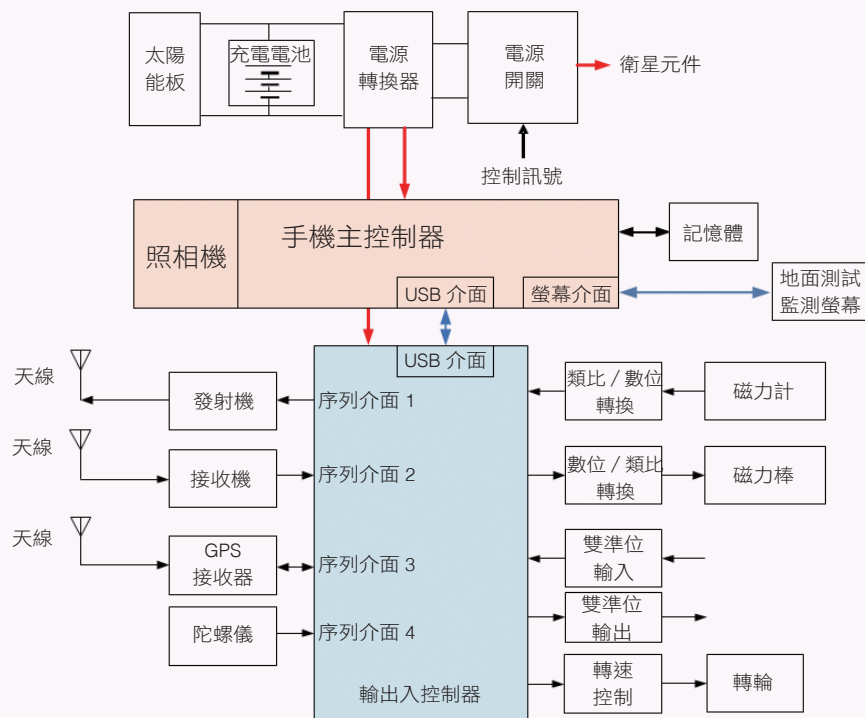 太陽
能板
充電電池
電源
轉換器
電源
開關
衛星元件
控制訊號
照相機
手機主控制器
記憶體
USB 介面
螢幕介面
地面測試
監測螢幕
USB 介面
天線
發射機
序列介面 1
類比 / 數位
轉換
磁力計
天線
接收機
序列介面 2
數位 / 類比
轉換
磁力棒
天線
GPS
接收器
序列介面 3
雙準位
輸入
陀螺儀
序列介面 4
雙準位
輸出
輸出入控制器
轉速
控制
轉輪